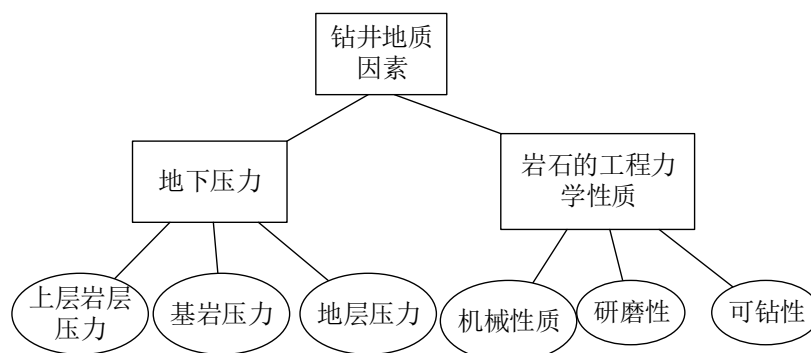 钻井地质
因素
地下压力
岩石的工程力
学性质
上层岩层
压力
基岩压力
地层压力
机械性质
研磨性
可钻性